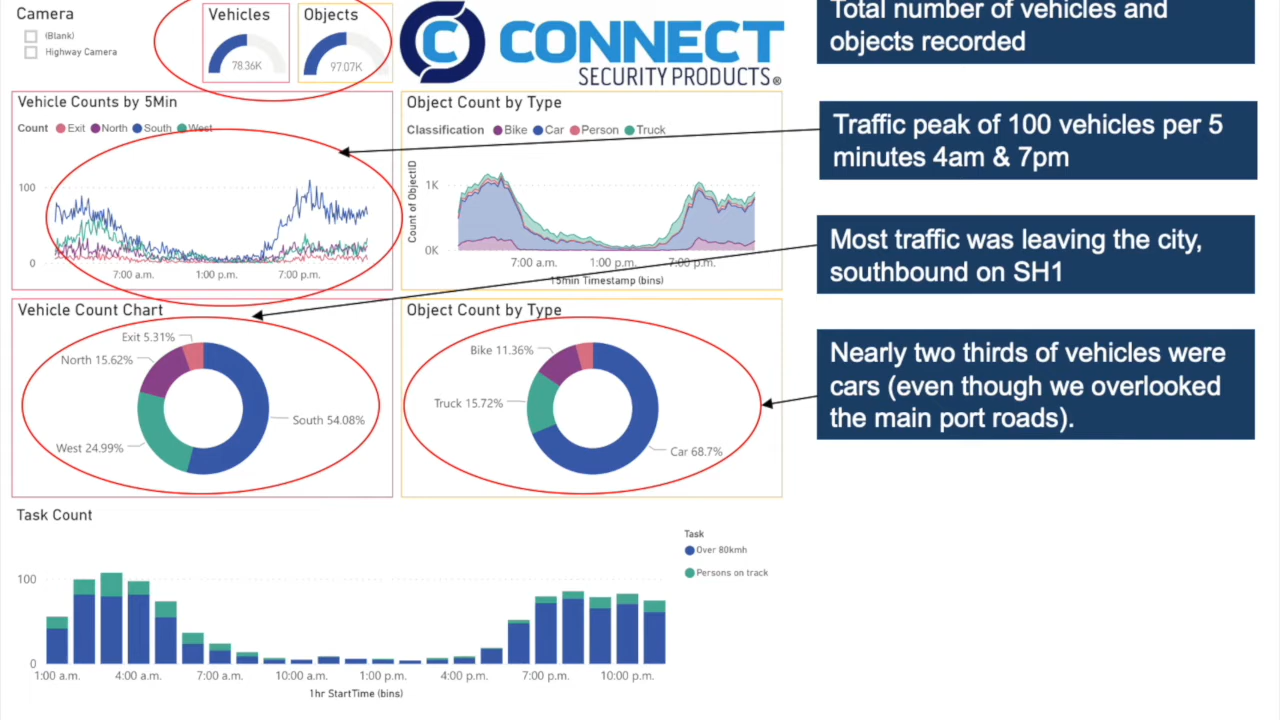 Camera
(Blank)
Highway Camera
Vehicles
78.36K
Objects
97.07K
C CONNECT
SECURITY PRODUCTS®
Total number of vehicles and
objects recorded
Vehicle Counts by 5Min
Count Exit North South West
100
0
7:00 a.m. 1:00 p.m. 7:00 p.m.
Object Count by Type
Classification Bike Car Person Truck
Count of ObjectID
1K
0K
7:00 a.m. 1:00 p.m. 7:00 p.m.
15min Timestamp (bins)
Traffic peak of 100 vehicles per 5
minutes 4am & 7pm
Most traffic was leaving the city,
southbound on SH1
Vehicle Count Chart
Exit 5.31%
North 15.62%
South 54.08%
West 24.99%
Object Count by Type
Bike 11.36%
Truck 15.72%
Car 68.7%
Nearly two thirds of vehicles were
cars (even though we overlooked
the main port roads).
Task Count
100
0
1:00 a.m. 4:00 a.m. 7:00 a.m. 10:00 a.m. 1:00 p.m. 4:00 p.m. 7:00 p.m. 10:00 p.m.
1hr StartTime (bins)
Task
Over 80kmh
Persons on track